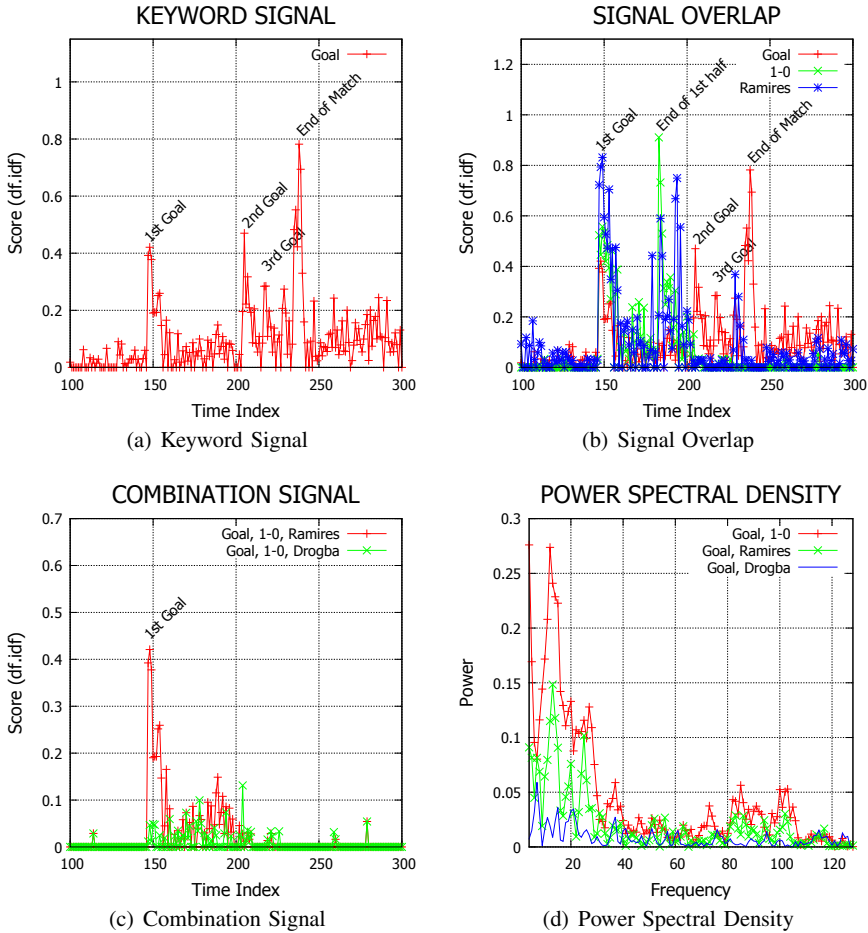 KEYWORD SIGNAL
Goal
1
0.8
0.6
0.4
0.2
0
Score (df.idf)
1st Goal
2nd Goal
3rd Goal
End of Match
100
150
200
250
300
Time Index
(a) Keyword Signal
SIGNAL OVERLAP
Goal
1-0
Ramires
1.2
1
0.8
0.6
0.4
0.2
0
Score (df.idf)
1st Goal
End of 1st half
2nd Goal
3rd Goal
End of Match
100
150
200
250
300
Time Index
(b) Signal Overlap
COMBINATION SIGNAL
Goal, 1-0, Ramires
Goal, 1-0, Drogba
0.7
0.6
0.5
0.4
0.3
0.2
0.1
0
Score (df.idf)
1st Goal
100
150
200
250
300
Time Index
(c) Combination Signal
POWER SPECTRAL DENSITY
Goal, 1-0
Goal, Ramires
Goal, Drogba
0.3
0.25
0.2
0.15
0.1
0.05
0
Power
20
40
60
80
100
120
Frequency
(d) Power Spectral Density